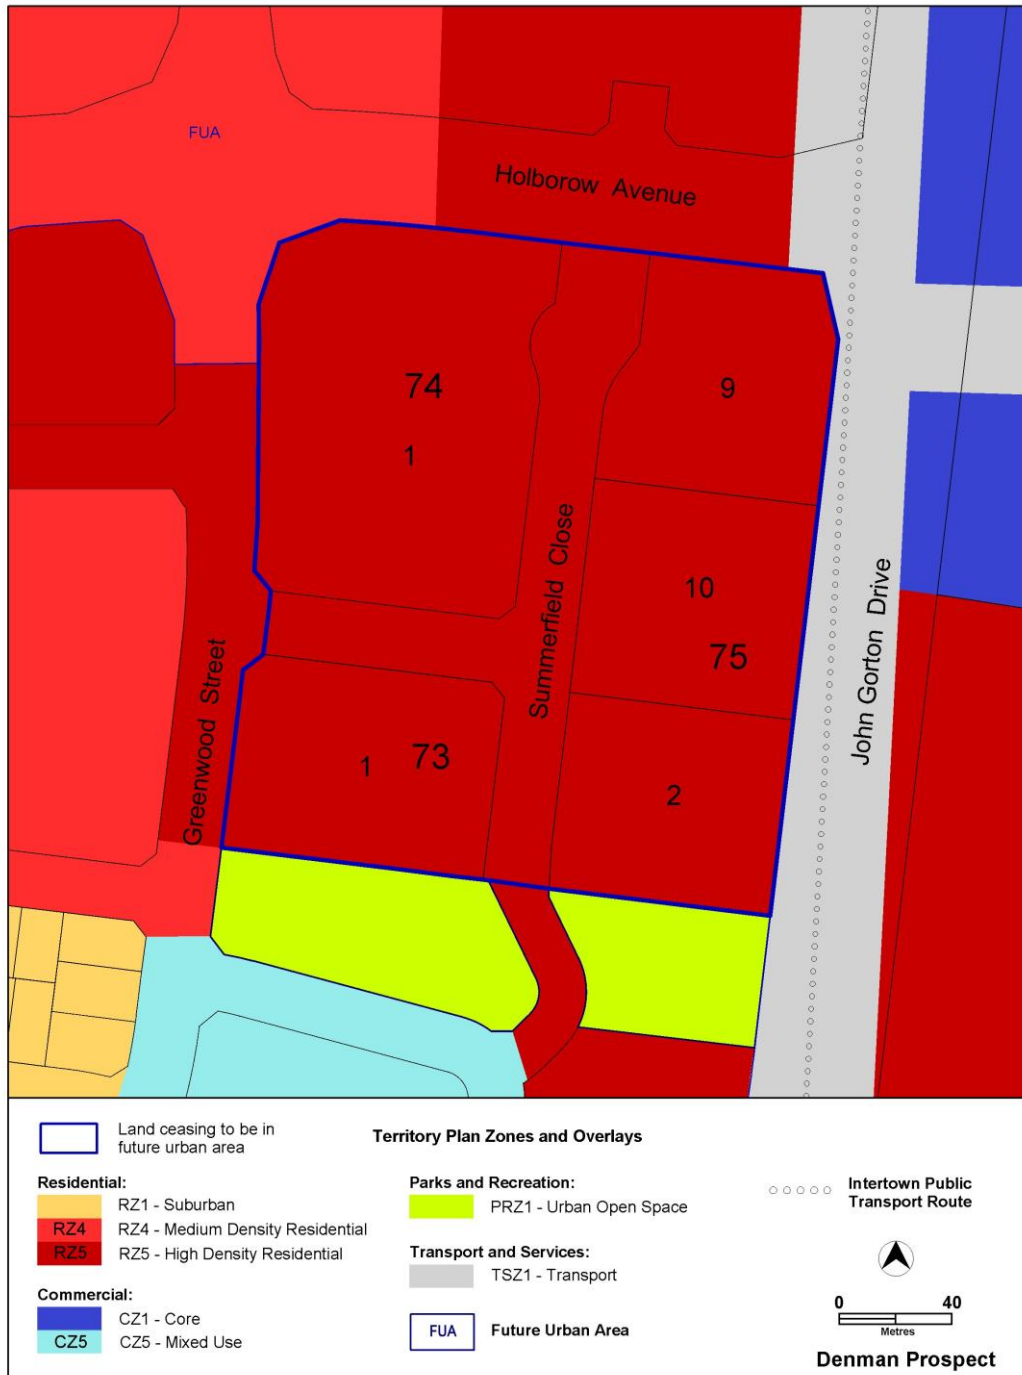 FUA
Holborow Avenue
74
1
9
Summerfield Close
10
75
John Gorton Drive
Greenwood Street
1
73
2
Land ceasing to be in
future urban area
Territory Plan Zones and Overlays
Residential:
RZ1 - Suburban
RZ4 RZ4 - Medium Density Residential
RZ5 RZ5 - High Density Residential
Commercial:
CZ1 - Core
CZ5 CZ5 - Mixed Use
Parks and Recreation:
PRZ1 - Urban Open Space
Transport and Services:
TSZ1 - Transport
FUA Future Urban Area
Intertown Public
Transport Route
0 40
Metres
Denman Prospect